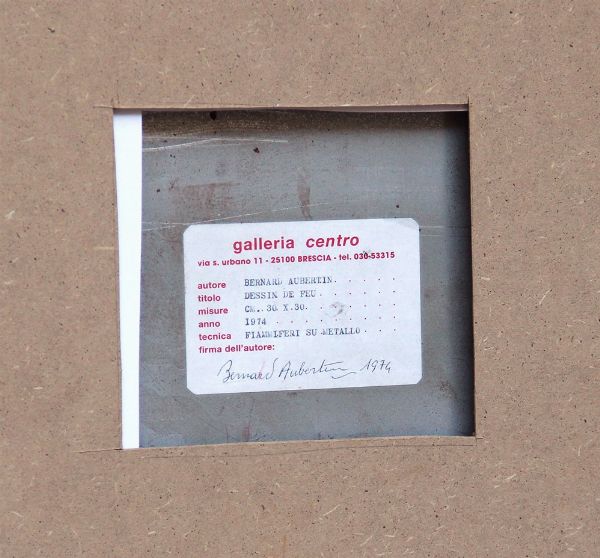 galleria centro
via s. urbano 11 - 25100 BRESCIA - tel. 030-53315
autore BERNARD AUBERTIN. . . . . .
titolo DESSIN DE FEU . . . . . . .
misure CM.. 30 X.30. . . . . . . .
anno I974 . . . . . . . . . .
tecnica FIAMMIFERI SU METALLO . . .
firma dell'autore:
Bernard Aubertin 1974